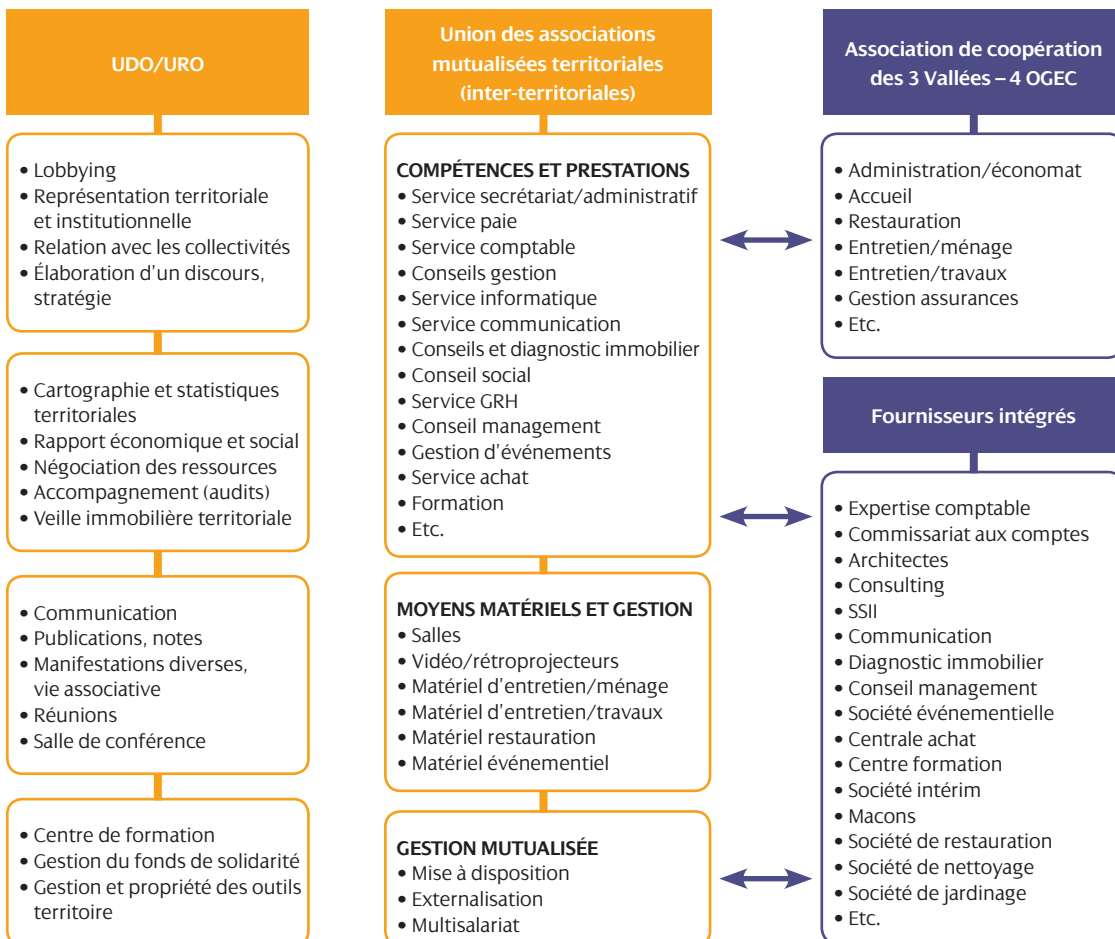 UDO/URO
• Lobbying
• Représentation territoriale
et institutionnelle
• Relation avec les collectivités
• Élaboration d’un discours,
stratégie
• Cartographie et statistiques
territoriales
• Rapport économique et social
• Négociation des ressources
• Accompagnement (audits)
• Veille immobilière territoriale
• Communication
• Publications, notes
• Manifestations diverses,
vie associative
• Réunions
• Salle de conférence
• Centre de formation
• Gestion du fonds de solidarité
• Gestion et propriété des outils
territoire
Union des associations
mutualisées territoriales
(inter-territoriales)
COMPÉTENCES ET PRESTATIONS
• Service secrétariat/administratif
• Service paie
• Service comptable
• Conseils gestion
• Service informatique
• Service communication
• Conseils et diagnostic immobilier
• Conseil social
• Service GRH
• Conseil management
• Gestion d’événements
• Service achat
• Formation
• Etc.
MOYENS MATÉRIELS ET GESTION
• Salles
• Vidéo/rétroprojecteurs
• Matériel d’entretien/ménage
• Matériel d’entretien/travaux
• Matériel restauration
• Matériel événementiel
GESTION MUTUALISÉE
• Mise à disposition
• Externalisation
• Multisalariat
Association de coopération
des 3 Vallées – 4 OGEC
• Administration/économat
• Accueil
• Restauration
• Entretien/ménage
• Entretien/travaux
• Gestion assurances
• Etc.
Fournisseurs intégrés
• Expertise comptable
• Commissariat aux comptes
• Architectes
• Consulting
• SSII
• Communication
• Diagnostic immobilier
• Conseil management
• Société événementielle
• Centrale achat
• Centre formation
• Société intérim
• Macons
• Société de restauration
• Société de nettoyage
• Société de jardinage
• Etc.